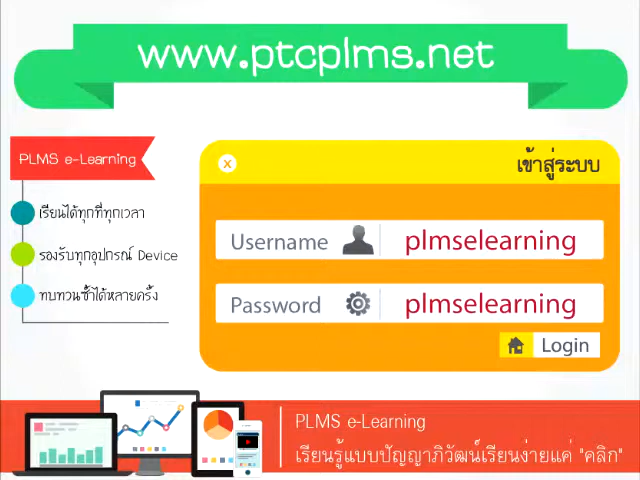 www.ptcplms.net
PLMS e-Learning
เรียนได้ทุกที่ทุกเวลา
รองรับทุกอุปกรณ์ Device
ทบทวนซ้ำได้หลายครั้ง
x
เข้าสู่ระบบ
Username plmselearning
Password plmselearning
Login
PLMS e-Learning
เรียนรู้แบบปัญญาภิวัฒน์เรียนง่ายแค่ "คลิก"